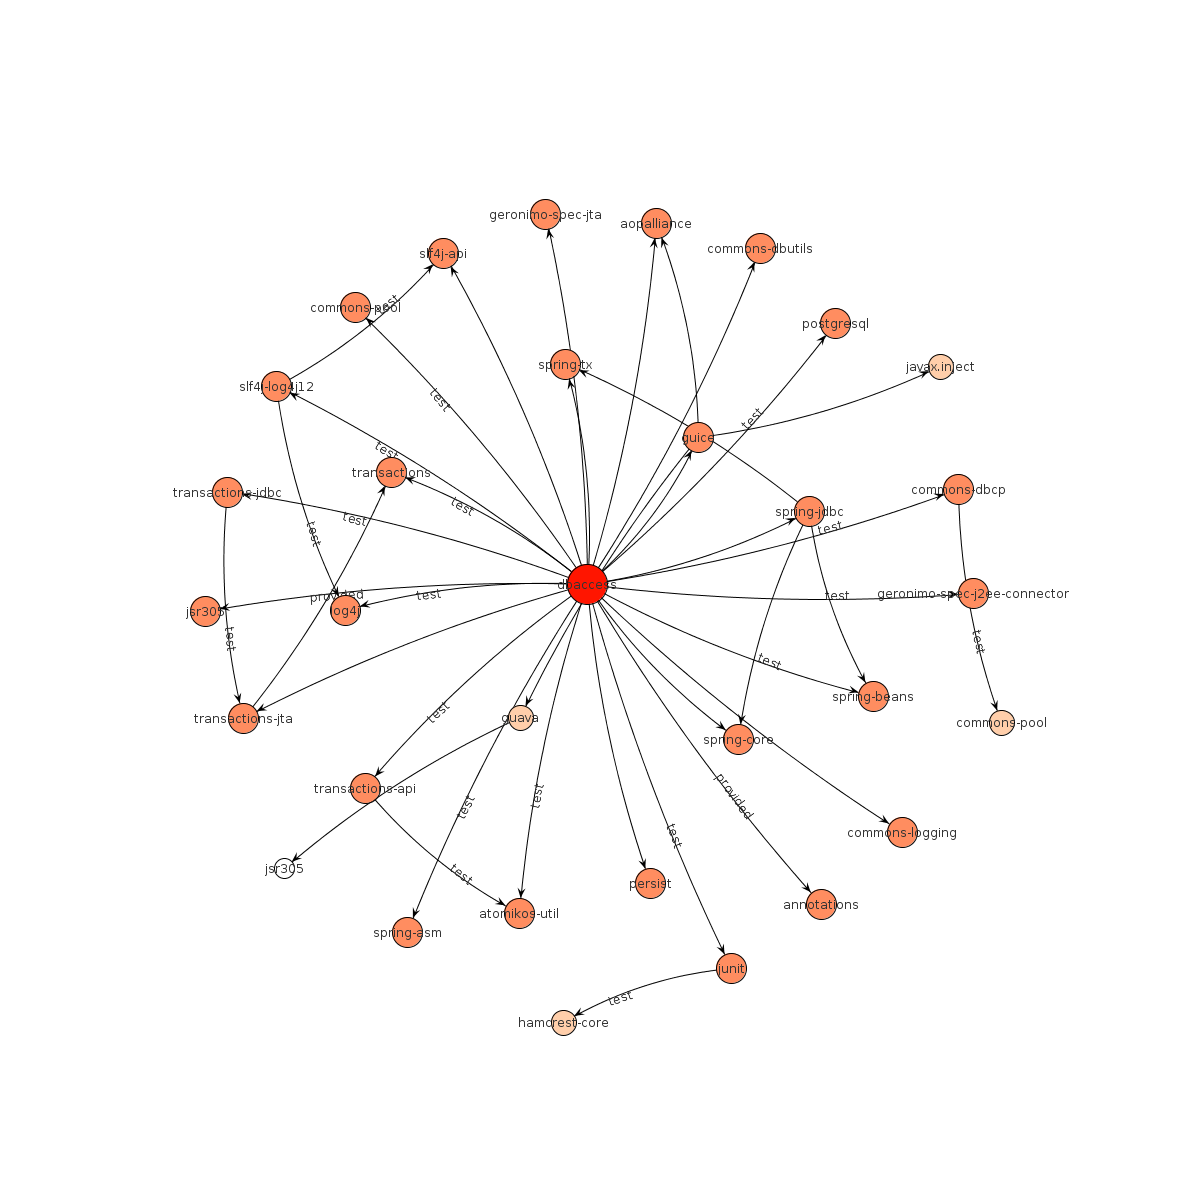 geronimo-spec-jta
aopalliance
commons-dbutils
slf4j-api
commons-pool
test
postgresql
spring-tx
javax.inject
slf4j-log4j12
test
test
guice
test
transactions
transactions-jdbc
test
test
commons-dbcp
spring-jdbc
test
test
dbaccess
provided
test
test
geronimo-spec-j2ee-connector
jsr305
log4j
test
test
test
spring-beans
transactions-jta
test
guava
spring-core
commons-pool
transactions-api
test
test
provided
test
commons-logging
jsr305
test
persist
annotations
atomikos-util
spring-asm
junit
test
hamcrest-core